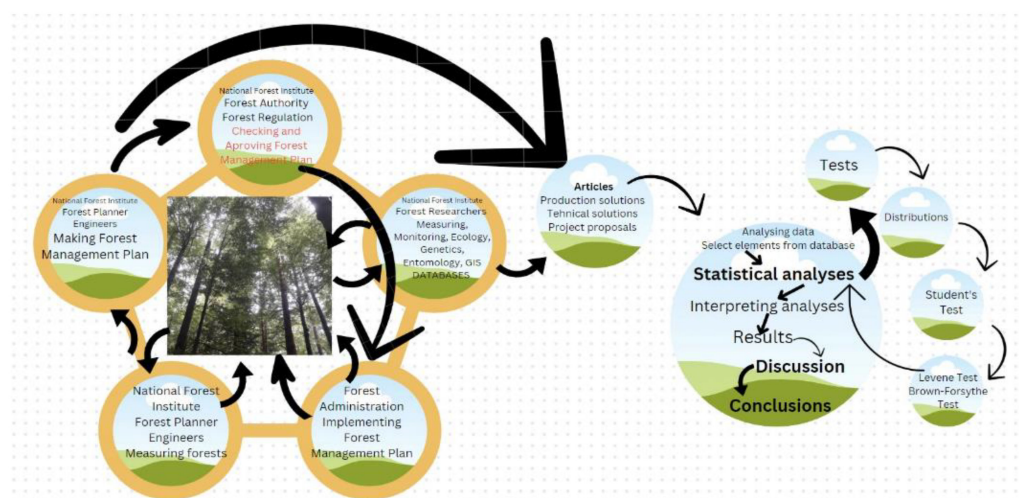 National Forest Institute
Forest Authority
Forest Regulation
Checking and
Aproving Forest
Management Plan
National Forest Institute
Forest Planner
Engineers
Making Forest
Management Plan
National Forest Institute
Forest Researchers
Measuring,
Monitoring, Ecology,
Genetics,
Entomology, GIS
DATABASES
National Forest
Institute
Forest Planner
Engineers
Measuring forests
Forest
Administration
Implementing
Forest
Management Plan
Articles
Production solutions
Tehnical solutions
Project proposals
Analysing data
Select elements from database
Statistical analyses
Interpreting analyses
Results
Discussion
Conclusions
Tests
Distributions
Student's
Test
Levene Test
Brown-Forsythe
Test